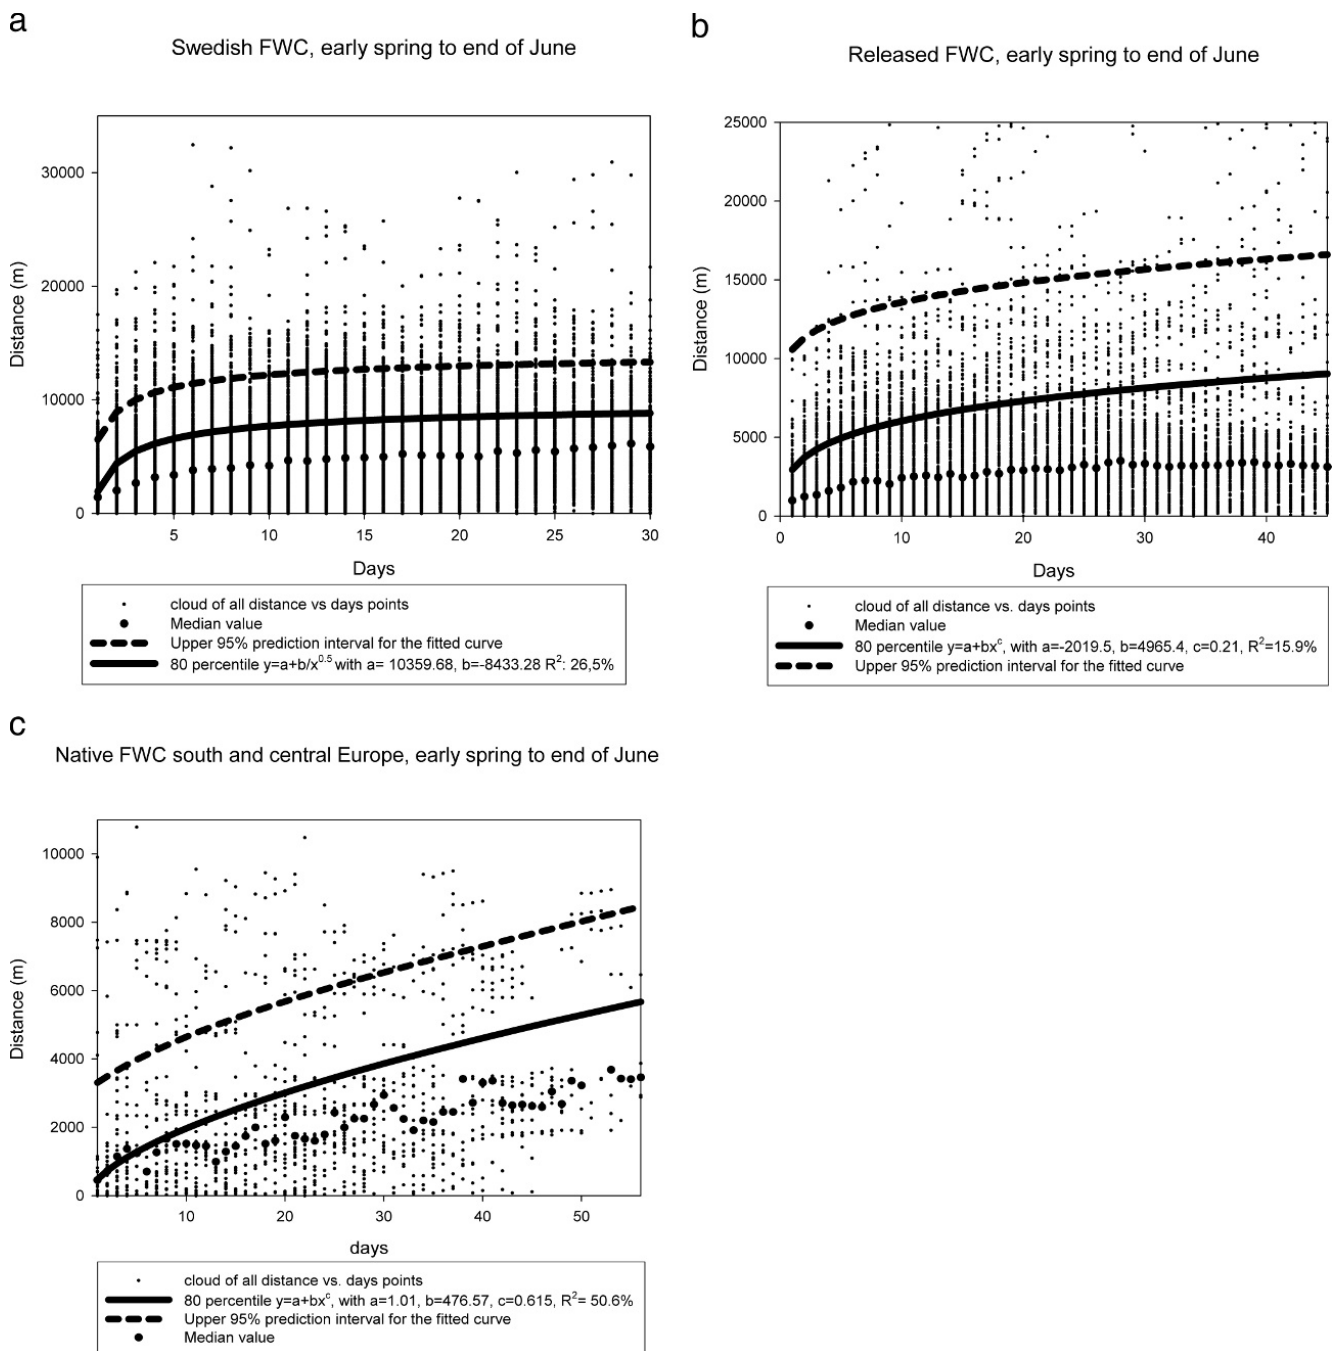 a
Swedish FWC, early spring to end of June
30000
20000
10000
0
Distance (m)
5
10
15
20
25
30
Days
cloud of all distance vs days points
Median value
Upper 95% prediction interval for the fitted curve
80 percentile y=a+b/x^0.5 with a= 10359.68, b=-8433.28 R²: 26,5%
b
Released FWC, early spring to end of June
25000
20000
15000
10000
5000
0
Distance (m)
0
10
20
30
40
Days
cloud of all distance vs. days points
Median value
80 percentile y=a+bx^c, with a=-2019.5, b=4965.4, c=0.21, R²=15.9%
Upper 95% prediction interval for the fitted curve
c
Native FWC south and central Europe, early spring to end of June
10000
8000
6000
4000
2000
0
Distance (m)
10
20
30
40
50
days
cloud of all distance vs. days points
80 percentile y=a+bx^c, with a=1.01, b=476.57, c=0.615, R²= 50.6%
Upper 95% prediction interval for the fitted curve
Median value